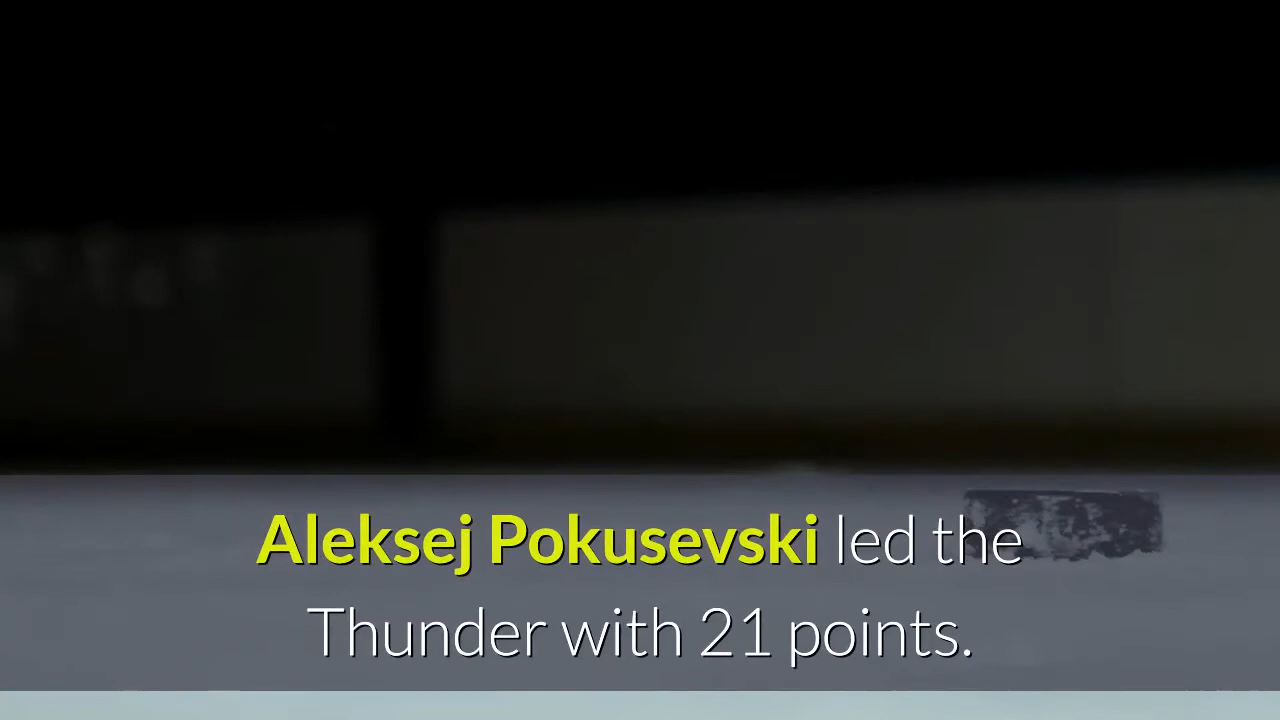 Aleksej Pokusevski led the
Thunder with 21 points.